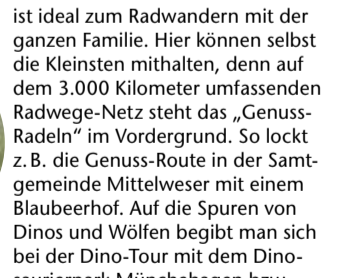 ist ideal zum Radwandern mit der
ganzen Familie. Hier können selbst
die Kleinsten mithalten, denn auf
dem 3.000 Kilometer umfassenden
Radwege-Netz steht das „Genuss-
Radeln“ im Vordergrund. So lockt
z. B. die Genuss-Route in der Samt-
gemeinde Mittelweser mit einem
Blaubeerhof. Auf die Spuren von
Dinos und Wölfen begibt man sich
bei der Dino-Tour mit dem Dino-
saurierpark Münchehagen bzw.